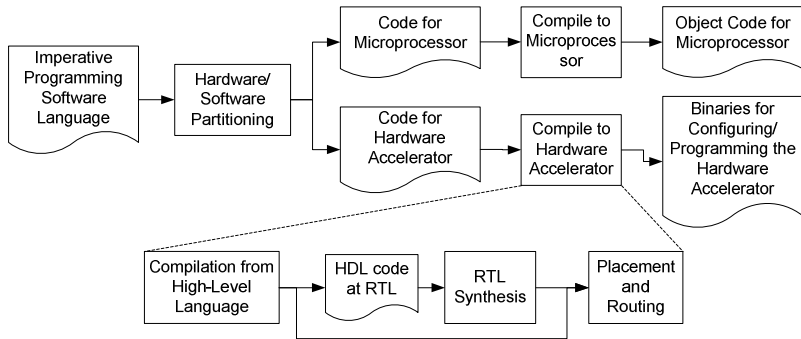 Imperative
Programming
Software
Language
Hardware/
Software
Partitioning
Code for
Microprocessor
Compile to
Microproces
sor
Object Code for
Microprocessor
Code for
Hardware
Accelerator
Compile to
Hardware
Accelerator
Binaries for
Configuring/
Programming the
Hardware
Accelerator
Compilation from
High-Level
Language
HDL code
at RTL
RTL
Synthesis
Placement
and
Routing